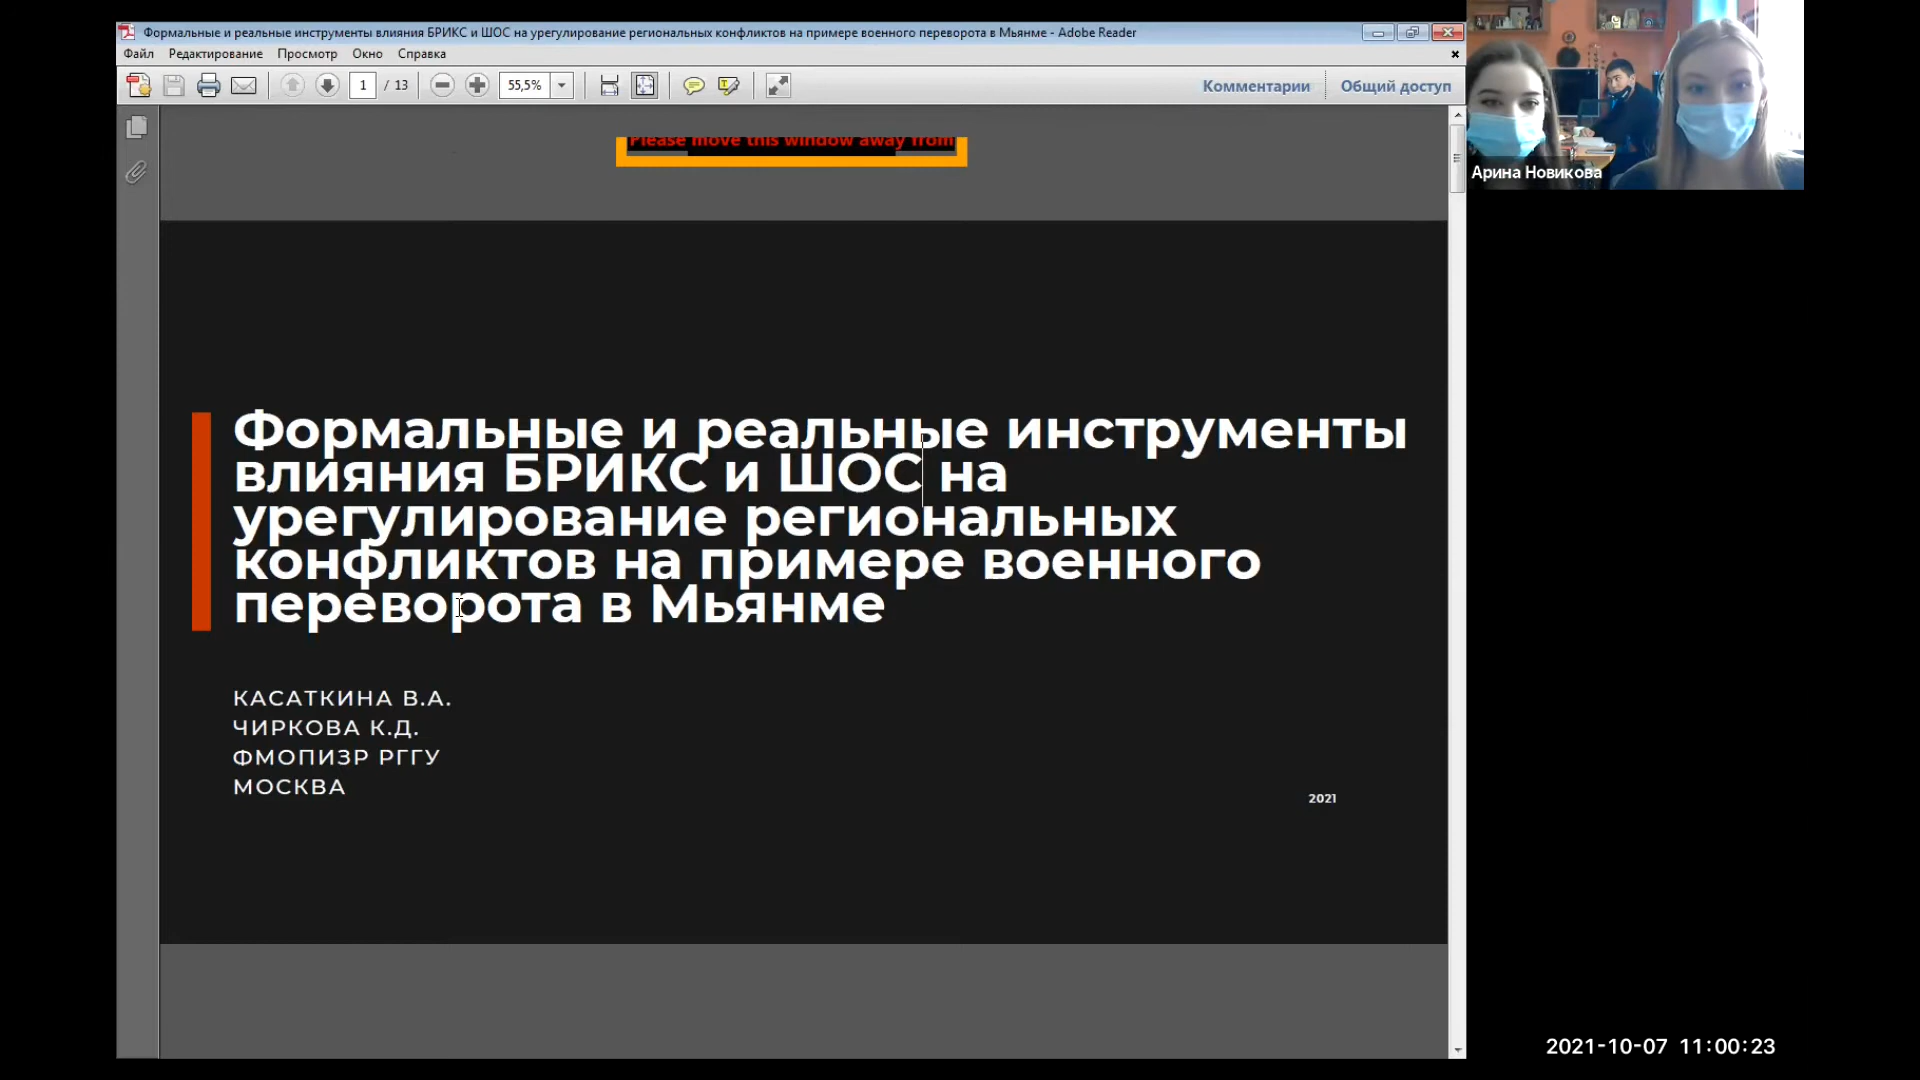 Формальные и реальные инструменты влияния БРИКС и ШОС на урегулирование региональных конфликтов на примере военного переворота в Мьянме - Adobe Reader
Файл Редактирование Просмотр Окно Справка
1 / 13 55,5% Комментарии Общий доступ
Please move this window away from
Арина Новикова
Формальные и реальные инструменты
влияния БРИКС и ШОС на
урегулирование региональных
конфликтов на примере военного
переворота в Мьянме
КАСАТКИНА В.А.
ЧИРКОВА К.Д.
ФМОПИЗР РГГУ
МОСКВА
2021
2021-10-07 11:00:23